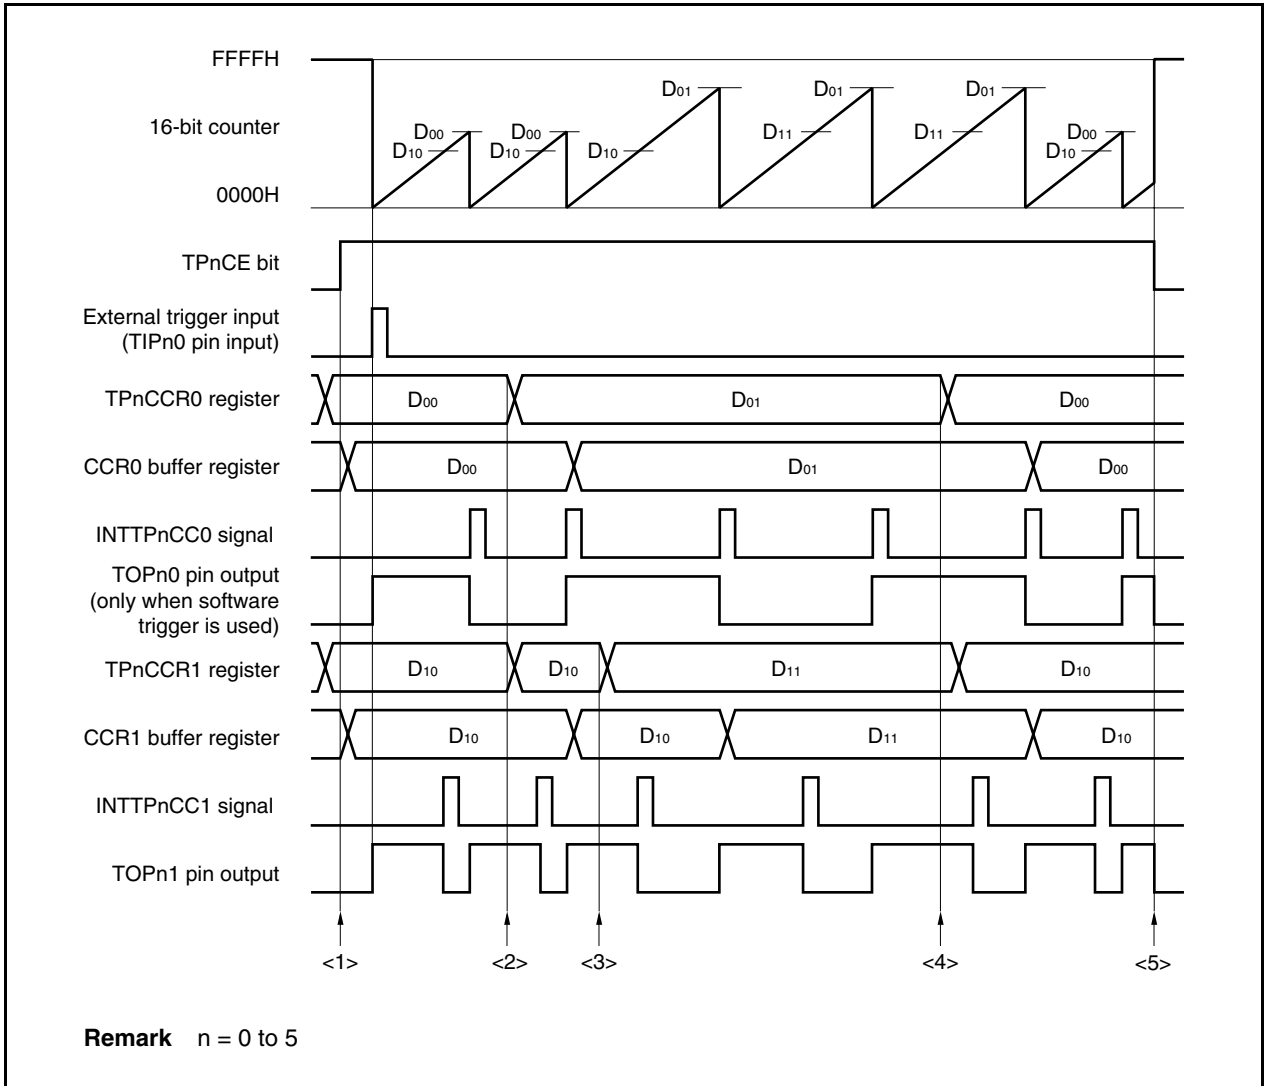 FFFFH
16-bit counter
0000H
D01 D01 D01
D00 D00 D11 D11 D00
D10 D10 D10 D10
TPnCE bit
External trigger input
(TIPn0 pin input)
TPnCCR0 register D00 D01 D00
CCR0 buffer register D00 D01 D00
INTTPnCC0 signal
TOPn0 pin output
(only when software
trigger is used)
TPnCCR1 register D10 D10 D11 D10
CCR1 buffer register D10 D10 D11 D10
INTTPnCC1 signal
TOPn1 pin output
<1> <2> <3> <4> <5>
Remark n = 0 to 5